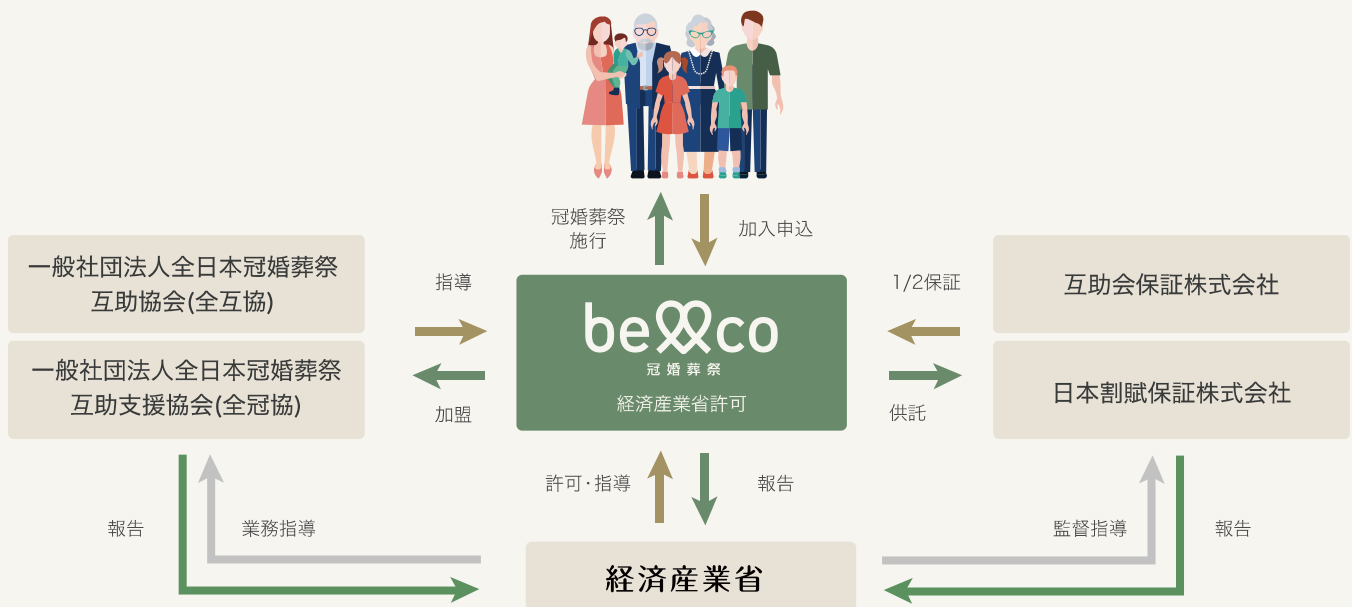 冠婚葬祭
施行
加入申込
一般社団法人全日本冠婚葬祭
互助協会(全互協)
指導
bellco
冠婚葬祭
経済産業省許可
1/2保証
互助会保証株式会社
一般社団法人全日本冠婚葬祭
互助支援協会(全冠協)
加盟
供託
日本割賦保証株式会社
許可・指導
報告
報告
業務指導
監督指導
報告
経済産業省